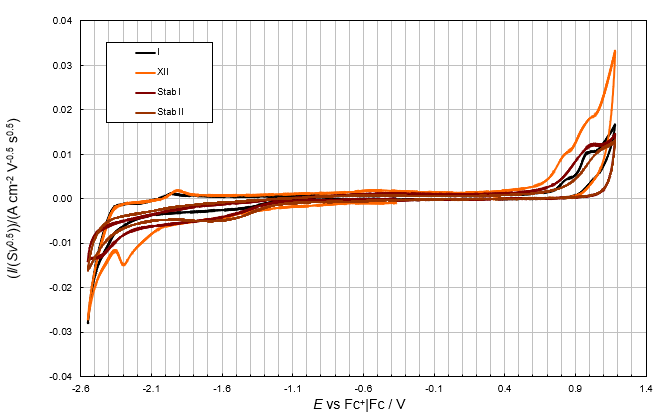 0.04
0.03
0.02
0.01
0.00
-0.01
-0.02
-0.03
-0.04
(I/(Sv^0.5))/(A cm^-2 V^-0.5 s^0.5)
I
XII
Stab I
Stab II
-2.6 -2.1 -1.6 -1.1 -0.6 -0.1 0.4 0.9 1.4
E vs Fc⁺|Fc / V